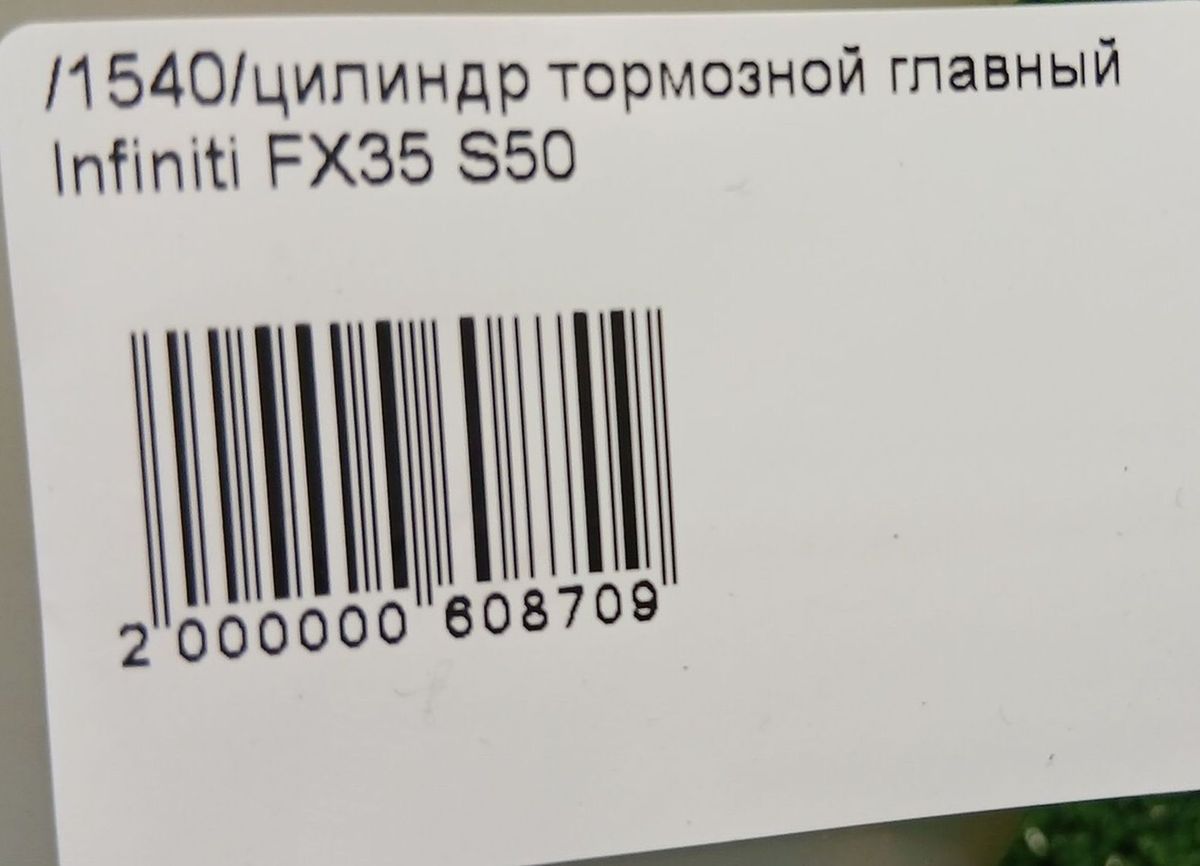 /1540/цилиндр тормозной главный
Infiniti FX35 S50
2 000000 608709